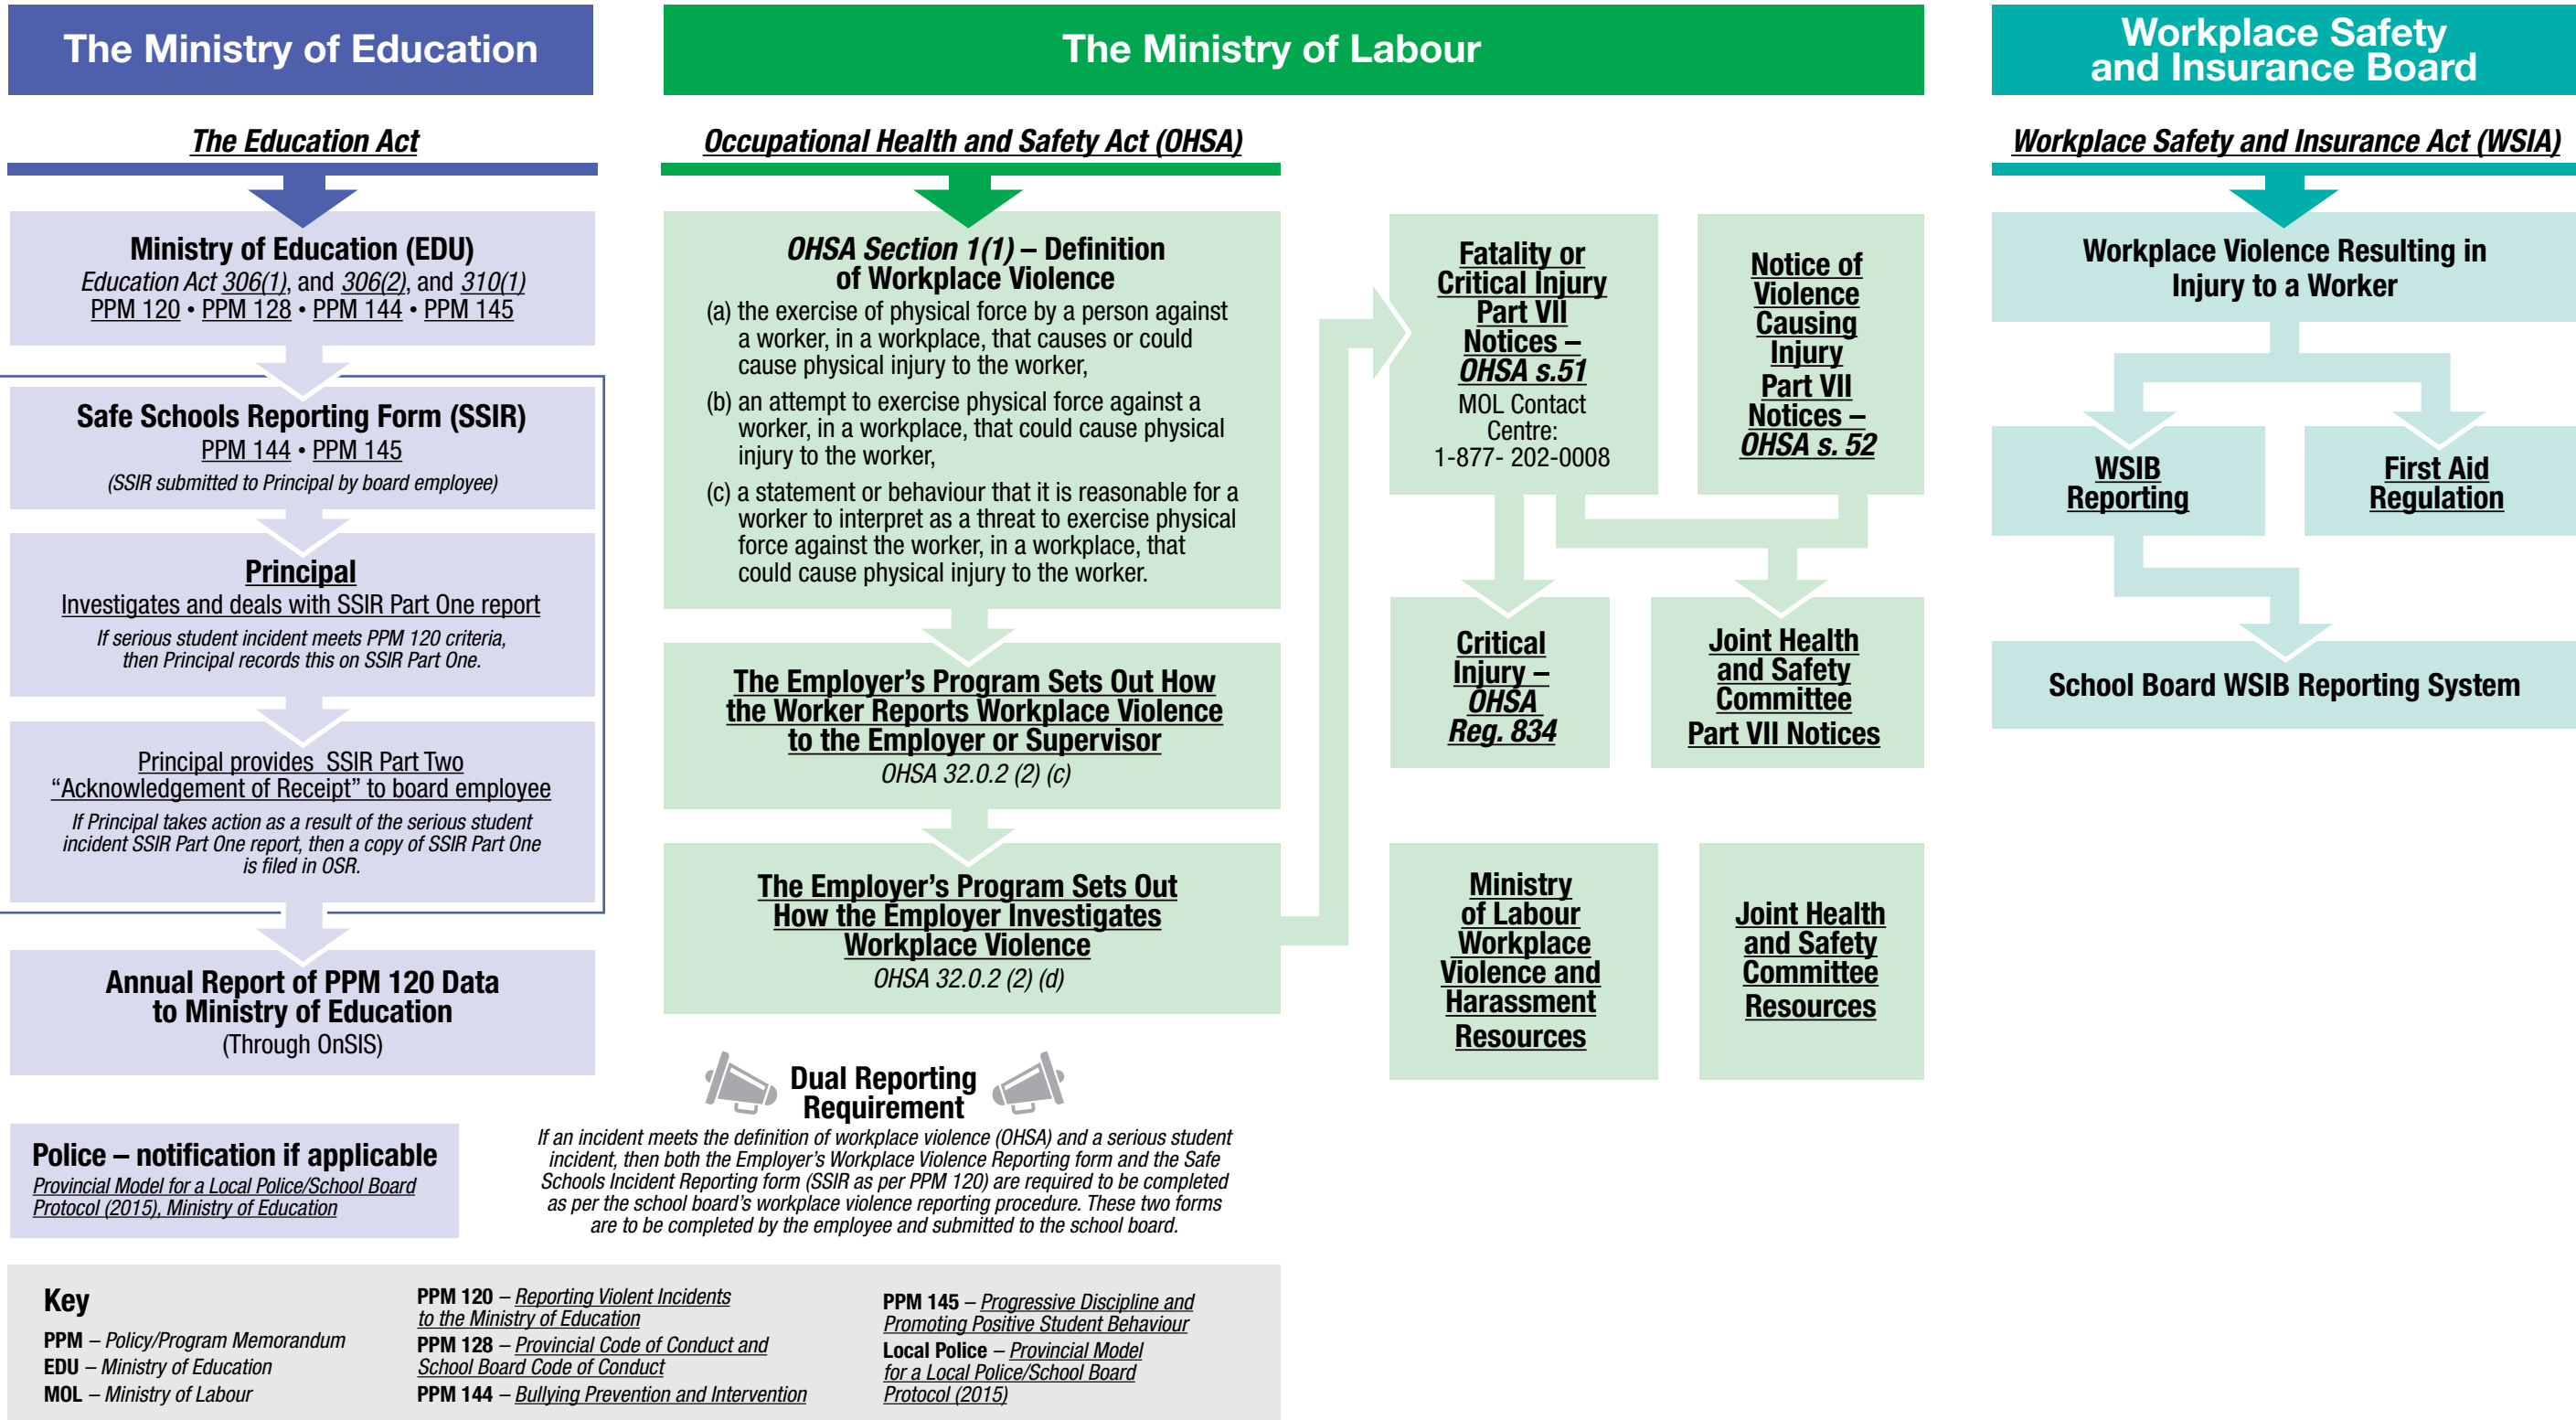 The Ministry of Education
The Education Act
Ministry of Education (EDU)
Education Act 306(1), and 306(2), and 310(1)
PPM 120 • PPM 128 • PPM 144 • PPM 145
Safe Schools Reporting Form (SSIR)
PPM 144 • PPM 145
(SSIR submitted to Principal by board employee)
Principal
Investigates and deals with SSIR Part One report
If serious student incident meets PPM 120 criteria,
then Principal records this on SSIR Part One.
Principal provides SSIR Part Two
“Acknowledgement of Receipt” to board employee
If Principal takes action as a result of the serious student
incident SSIR Part One report, then a copy of SSIR Part One
is filed in OSR.
Annual Report of PPM 120 Data
to Ministry of Education
(Through OnSIS)
Police – notification if applicable
Provincial Model for a Local Police/School Board
Protocol (2015), Ministry of Education
The Ministry of Labour
Occupational Health and Safety Act (OHSA)
OHSA Section 1(1) – Definition
of Workplace Violence
(a) the exercise of physical force by a person against
a worker, in a workplace, that causes or could
cause physical injury to the worker,
(b) an attempt to exercise physical force against a
worker, in a workplace, that could cause physical
injury to the worker,
(c) a statement or behaviour that it is reasonable for a
worker to interpret as a threat to exercise physical
force against the worker, in a workplace, that
could cause physical injury to the worker.
The Employer’s Program Sets Out How
the Worker Reports Workplace Violence
to the Employer or Supervisor
OHSA 32.0.2 (2) (c)
The Employer’s Program Sets Out
How the Employer Investigates
Workplace Violence
OHSA 32.0.2 (2) (d)
Fatality or
Critical Injury
Part VII
Notices –
OHSA s.51
MOL Contact
Centre:
1-877- 202-0008
Notice of
Violence
Causing
Injury
Part VII
Notices –
OHSA s. 52
Critical
Injury –
OHSA
Reg. 834
Joint Health
and Safety
Committee
Part VII Notices
Ministry
of Labour
Workplace
Violence and
Harassment
Resources
Joint Health
and Safety
Committee
Resources
Dual Reporting
Requirement
If an incident meets the definition of workplace violence (OHSA) and a serious student
incident, then both the Employer’s Workplace Violence Reporting form and the Safe
Schools Incident Reporting form (SSIR as per PPM 120) are required to be completed
as per the school board’s workplace violence reporting procedure. These two forms
are to be completed by the employee and submitted to the school board.
Workplace Safety
and Insurance Board
Workplace Safety and Insurance Act (WSIA)
Workplace Violence Resulting in
Injury to a Worker
WSIB
Reporting
First Aid
Regulation
School Board WSIB Reporting System
Key
PPM – Policy/Program Memorandum
EDU – Ministry of Education
MOL – Ministry of Labour
PPM 120 – Reporting Violent Incidents
to the Ministry of Education
PPM 128 – Provincial Code of Conduct and
School Board Code of Conduct
PPM 144 – Bullying Prevention and Intervention
PPM 145 – Progressive Discipline and
Promoting Positive Student Behaviour
Local Police – Provincial Model
for a Local Police/School Board
Protocol (2015)